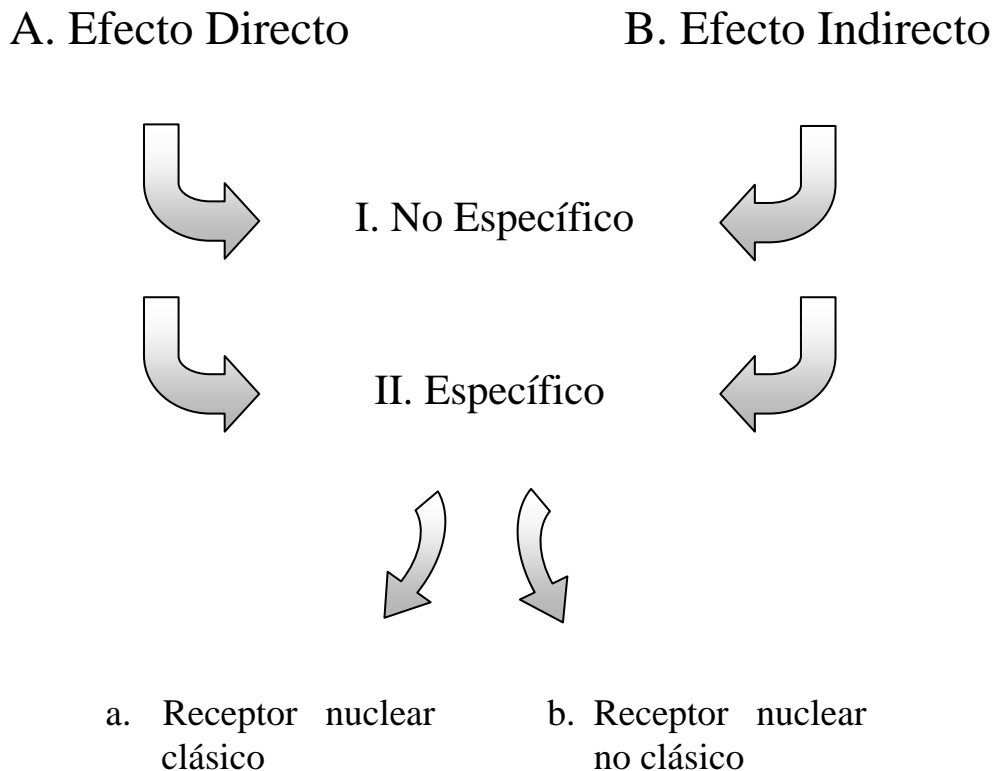 A. Efecto Directo
B. Efecto Indirecto
I. No Específico
II. Específico
a. Receptor nuclear
clásico
b. Receptor nuclear
no clásico